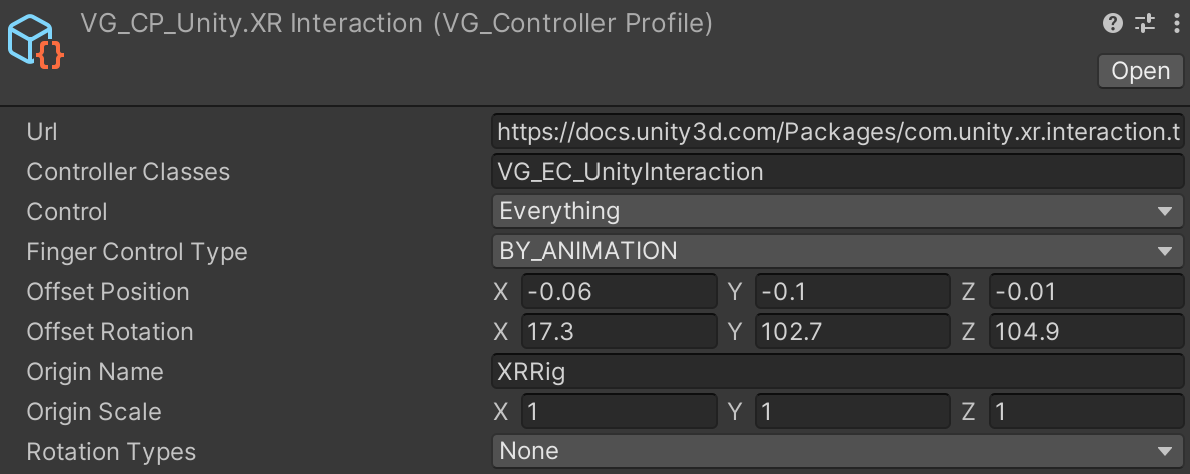 VG_CP_Unity.XR Interaction (VG_Controller Profile)
Open
Url https://docs.unity3d.com/Packages/com.unity.xr.interaction.t
Controller Classes VG_EC_UnityInteraction
Control Everything
Finger Control Type BY_ANIMATION
Offset Position X -0.06 Y -0.1 Z -0.01
Offset Rotation X 17.3 Y 102.7 Z 104.9
Origin Name XRRig
Origin Scale X 1 Y 1 Z 1
Rotation Types None